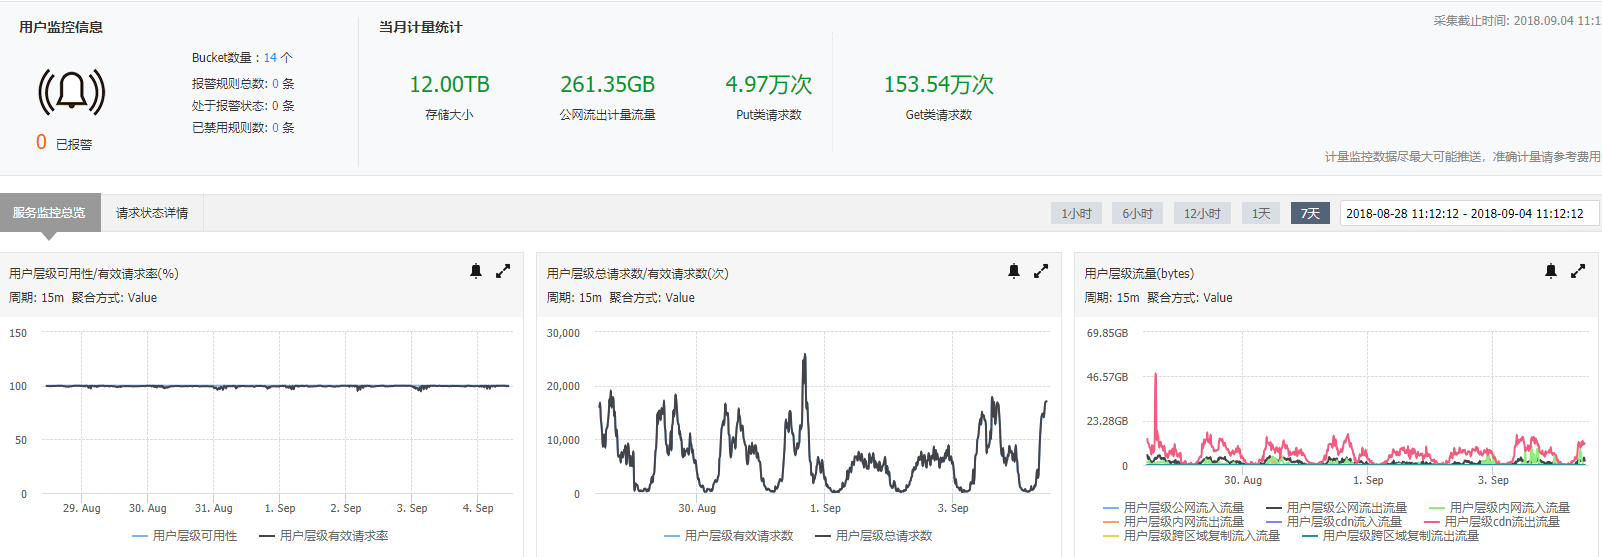 用户监控信息
当月计量统计
采集截止时间: 2018.09.04 11:1
Bucket数量 : 14 个
报警规则总数: 0 条
处于报警状态: 0 条
已禁用规则数: 0 条
0 已报警
12.00TB 261.35GB 4.97万次 153.54万次
存储大小 公网流出计量流量 Put类请求数 Get类请求数
计量监控数据尽最大可能推送，准确计量请参考费用
服务监控总览 请求状态详情 1小时 6小时 12小时 1天 7天 2018-08-28 11:12:12 - 2018-09-04 11:12:12
用户层级可用性/有效请求率(%)
周期: 15m 聚合方式: Value
150
100
50
0
29. Aug 30. Aug 31. Aug 1. Sep 2. Sep 3. Sep 4. Sep
用户层级可用性 用户层级有效请求率
用户层级总请求数/有效请求数(次)
周期: 15m 聚合方式: Value
30,000
20,000
10,000
0
30. Aug 1. Sep 3. Sep
用户层级有效请求数 用户层级总请求数
用户层级流量(bytes)
周期: 15m 聚合方式: Value
69.85GB
46.57GB
23.28GB
0
30. Aug 1. Sep 3. Sep
用户层级公网流入流量 用户层级公网流出流量 用户层级内网流入流量
用户层级内网流出流量 用户层级cdn流入流量 用户层级cdn流出流量
用户层级跨区域复制流入流量 用户层级跨区域复制流出流量